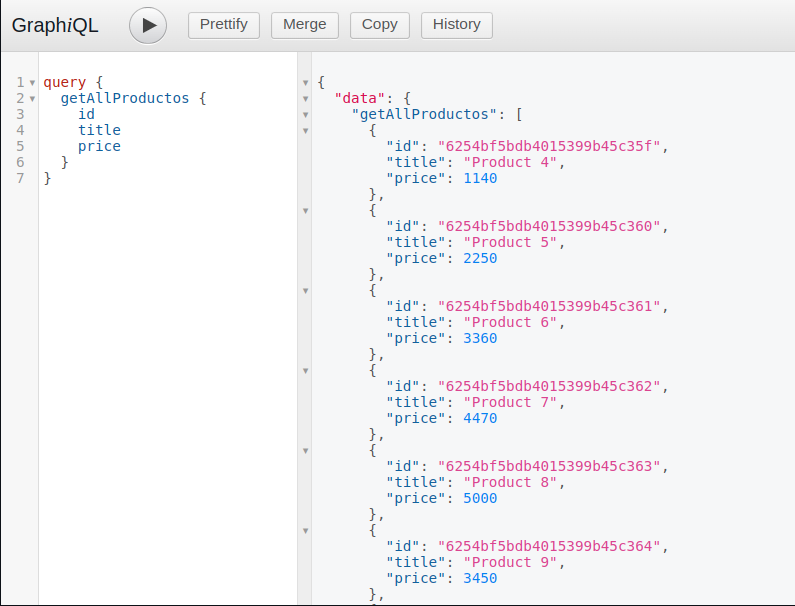 GraphiQL Prettify Merge Copy History
1 query {
2 getAllProductos {
3 id
4 title
5 price
6 }
7 }
{
"data": {
"getAllProductos": [
{
"id": "6254bf5bdb4015399b45c35f",
"title": "Product 4",
"price": 1140
},
{
"id": "6254bf5bdb4015399b45c360",
"title": "Product 5",
"price": 2250
},
{
"id": "6254bf5bdb4015399b45c361",
"title": "Product 6",
"price": 3360
},
{
"id": "6254bf5bdb4015399b45c362",
"title": "Product 7",
"price": 4470
},
{
"id": "6254bf5bdb4015399b45c363",
"title": "Product 8",
"price": 5000
},
{
"id": "6254bf5bdb4015399b45c364",
"title": "Product 9",
"price": 3450
},